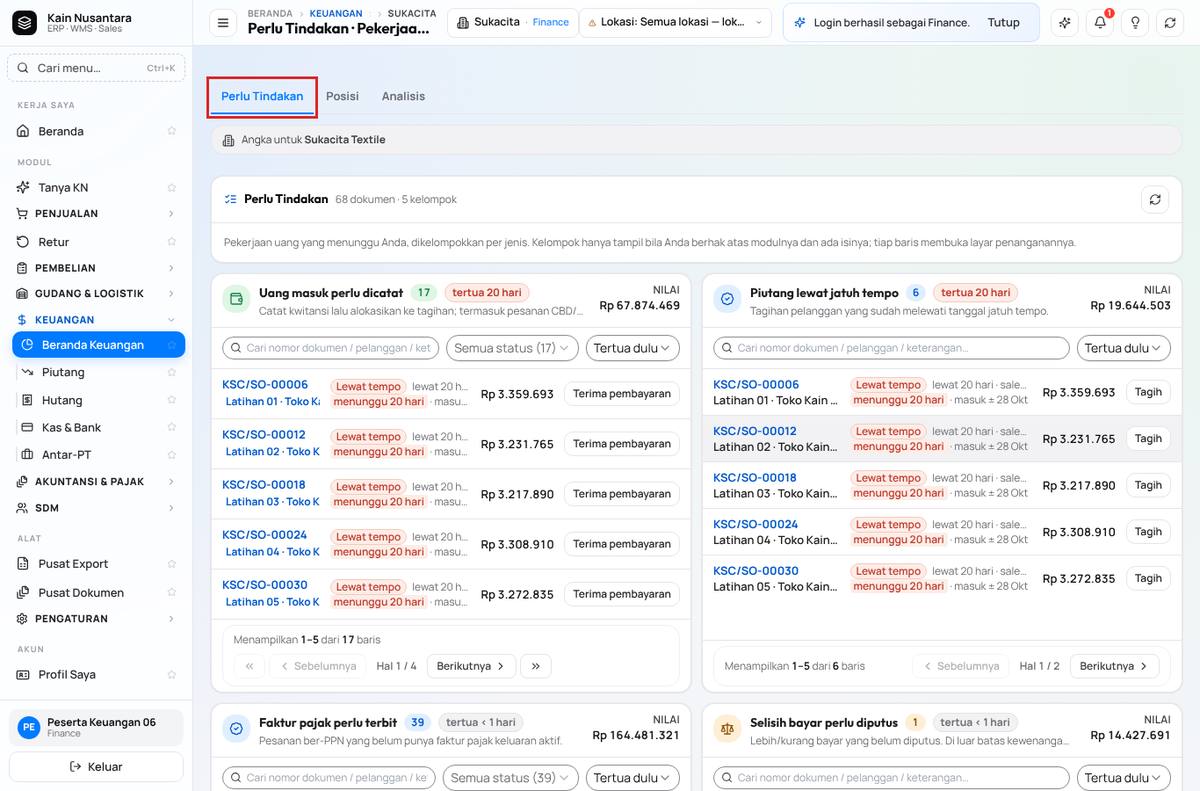 Kain Nusantara
ERP · WMS · Sales
Cari menu... Ctrl+K
KERJA SAYA
Beranda
MODUL
Tanya KN
PENJUALAN
Retur
PEMBELIAN
GUDANG & LOGISTIK
KEUANGAN
Beranda Keuangan
Piutang
Hutang
Kas & Bank
Antar-PT
AKUNTANSI & PAJAK
SDM
ALAT
Pusat Export
Pusat Dokumen
PENGATURAN
AKUN
Profil Saya
PE
Peserta Keuangan 06
Finance
Keluar
BERANDA > KEUANGAN > SUKACITA
Perlu Tindakan · Pekerjaa...
Sukacita · Finance
Lokasi: Semua lokasi — lok...
Login berhasil sebagai Finance. Tutup
1
Perlu Tindakan Posisi Analisis
Angka untuk Sukacita Textile
Perlu Tindakan 68 dokumen · 5 kelompok
Pekerjaan uang yang menunggu Anda, dikelompokkan per jenis. Kelompok hanya tampil bila Anda berhak atas modulnya dan ada isinya; tiap baris membuka layar penanganannya.
Uang masuk perlu dicatat 17 tertua 20 hari NILAI
Catat kwitansi lalu alokasikan ke tagihan; termasuk pesanan CBD/... Rp 67.874.469
Cari nomor dokumen / pelanggan / ket Semua status (17) Tertua dulu
KSC/SO-00006 Lewat tempo lewat 20 h...
Latihan 01 · Toko Ka menunggu 20 hari · masu... Rp 3.359.693 Terima pembayaran
KSC/SO-00012 Lewat tempo lewat 20 h...
Latihan 02 · Toko K menunggu 20 hari · masu... Rp 3.231.765 Terima pembayaran
KSC/SO-00018 Lewat tempo lewat 20 h...
Latihan 03 · Toko K menunggu 20 hari · masu... Rp 3.217.890 Terima pembayaran
KSC/SO-00024 Lewat tempo lewat 20 h...
Latihan 04 · Toko K menunggu 20 hari · masu... Rp 3.308.910 Terima pembayaran
KSC/SO-00030 Lewat tempo lewat 20 h...
Latihan 05 · Toko K menunggu 20 hari · masu... Rp 3.272.835 Terima pembayaran
Menampilkan 1–5 dari 17 baris
« Sebelumnya Hal 1 / 4 Berikutnya »
Piutang lewat jatuh tempo 6 tertua 20 hari NILAI
Tagihan pelanggan yang sudah melewati tanggal jatuh tempo. Rp 19.644.503
Cari nomor dokumen / pelanggan / keterangan... Tertua dulu
KSC/SO-00006 Lewat tempo lewat 20 hari · sale...
Latihan 01 · Toko Kain ... menunggu 20 hari · masuk ± 28 Okt Rp 3.359.693 Tagih
KSC/SO-00012 Lewat tempo lewat 20 hari · sale...
Latihan 02 · Toko Kain... menunggu 20 hari · masuk ± 28 Okt Rp 3.231.765 Tagih
KSC/SO-00018 Lewat tempo lewat 20 hari · sale...
Latihan 03 · Toko Kain... menunggu 20 hari · masuk ± 28 Okt Rp 3.217.890 Tagih
KSC/SO-00024 Lewat tempo lewat 20 hari · sale...
Latihan 04 · Toko Kain... menunggu 20 hari · masuk ± 28 Okt Rp 3.308.910 Tagih
KSC/SO-00030 Lewat tempo lewat 20 hari · sale...
Latihan 05 · Toko Kain... menunggu 20 hari · masuk ± 28 Okt Rp 3.272.835 Tagih
Menampilkan 1–5 dari 6 baris Sebelumnya Hal 1 / 2 Berikutnya
Faktur pajak perlu terbit 39 tertua < 1 hari NILAI
Pesanan ber-PPN yang belum punya faktur pajak keluaran aktif. Rp 164.481.321
Cari nomor dokumen / pelanggan / ke Semua status (39) Tertua dulu
Selisih bayar perlu diputus 1 tertua < 1 hari NILAI
Lebih/kurang bayar yang belum diputus. Di luar batas kewenanga... Rp 14.427.691
Cari nomor dokumen / pelanggan / keterangan... Tertua dulu